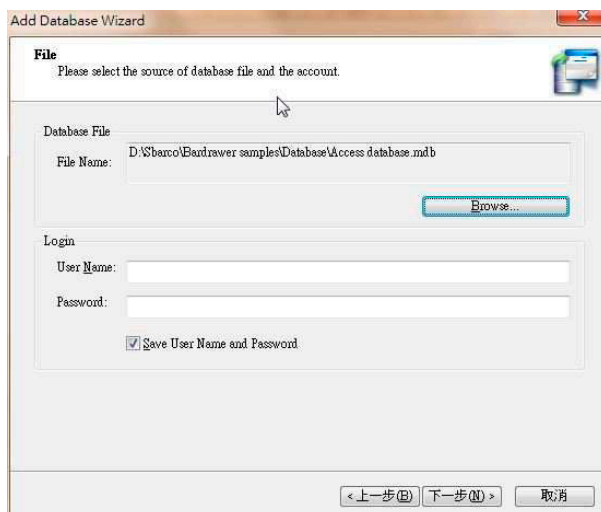 Add Database Wizard
File
Please select the source of database file and the account.
Database File
File Name:
D:\Sbarco\Bardrawer samples\Database\Access database.mdb
Browse...
Login
User Name:
Password:
Save User Name and Password
<上一步(B)
下一步(N)>
取消